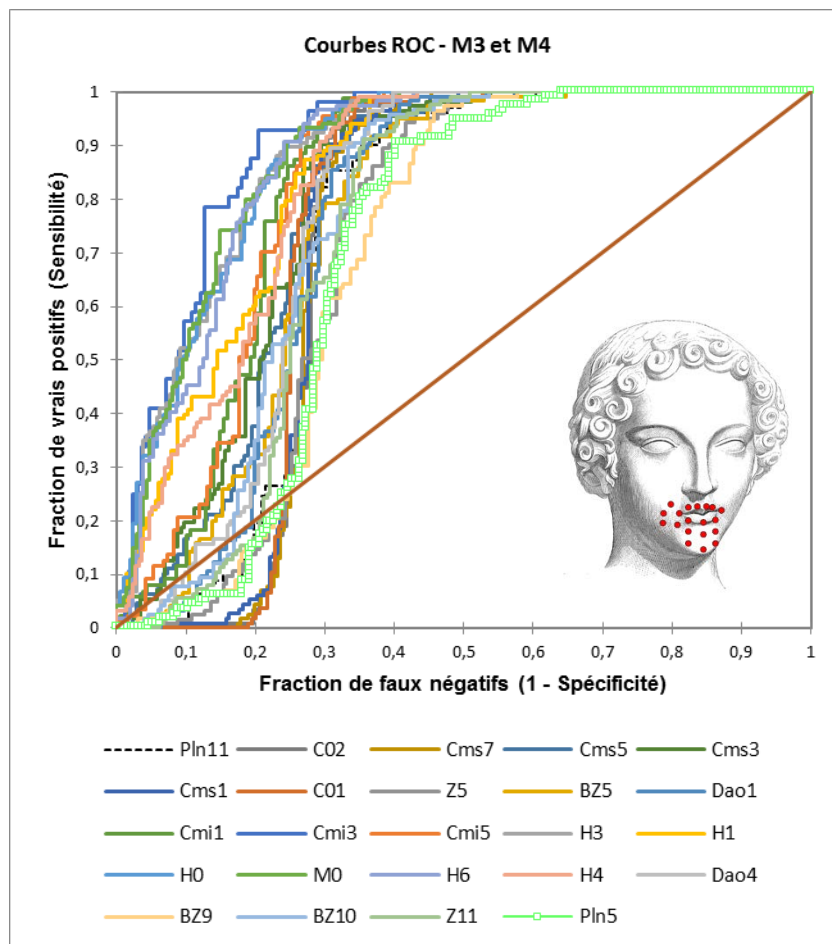 Courbes ROC - M3 et M4
Fraction de vrais positifs (Sensibilité)
1
0,9
0,8
0,7
0,6
0,5
0,4
0,3
0,2
0,1
0
0 0,1 0,2 0,3 0,4 0,5 0,6 0,7 0,8 0,9 1
Fraction de faux négatifs (1 - Spécificité)
Pln11 C02 Cms7 Cms5 Cms3
Cms1 C01 Z5 BZ5 Dao1
Cmi1 Cmi3 Cmi5 H3 H1
H0 M0 H6 H4 Dao4
BZ9 BZ10 Z11 Pln5